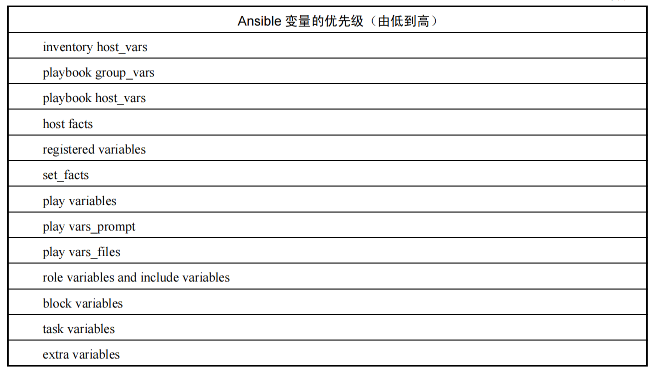 Ansible 变量的优先级（由低到高）
inventory host_vars
playbook group_vars
playbook host_vars
host facts
registered variables
set_facts
play variables
play vars_prompt
play vars_files
role variables and include variables
block variables
task variables
extra variables